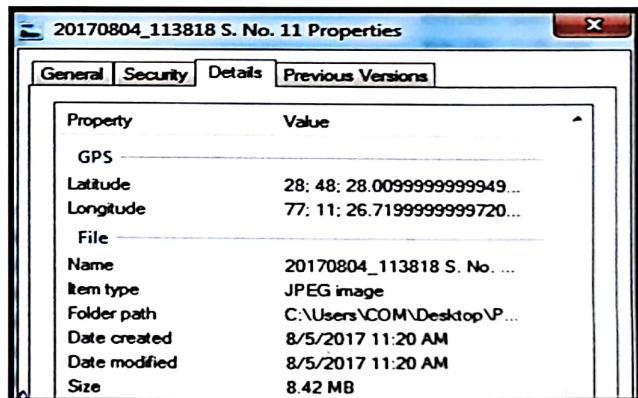 20170804_113818 S. No. 11 Properties
General Security Details Previous Versions
Property Value
GPS
Latitude 28; 48; 28.0099999999949...
Longitude 77; 11; 26.7199999999720...
File
Name 20170804_113818 S. No. ...
Item type JPEG image
Folder path C:\Users\COM\Desktop\P...
Date created 8/5/2017 11:20 AM
Date modified 8/5/2017 11:20 AM
Size 8.42 MB